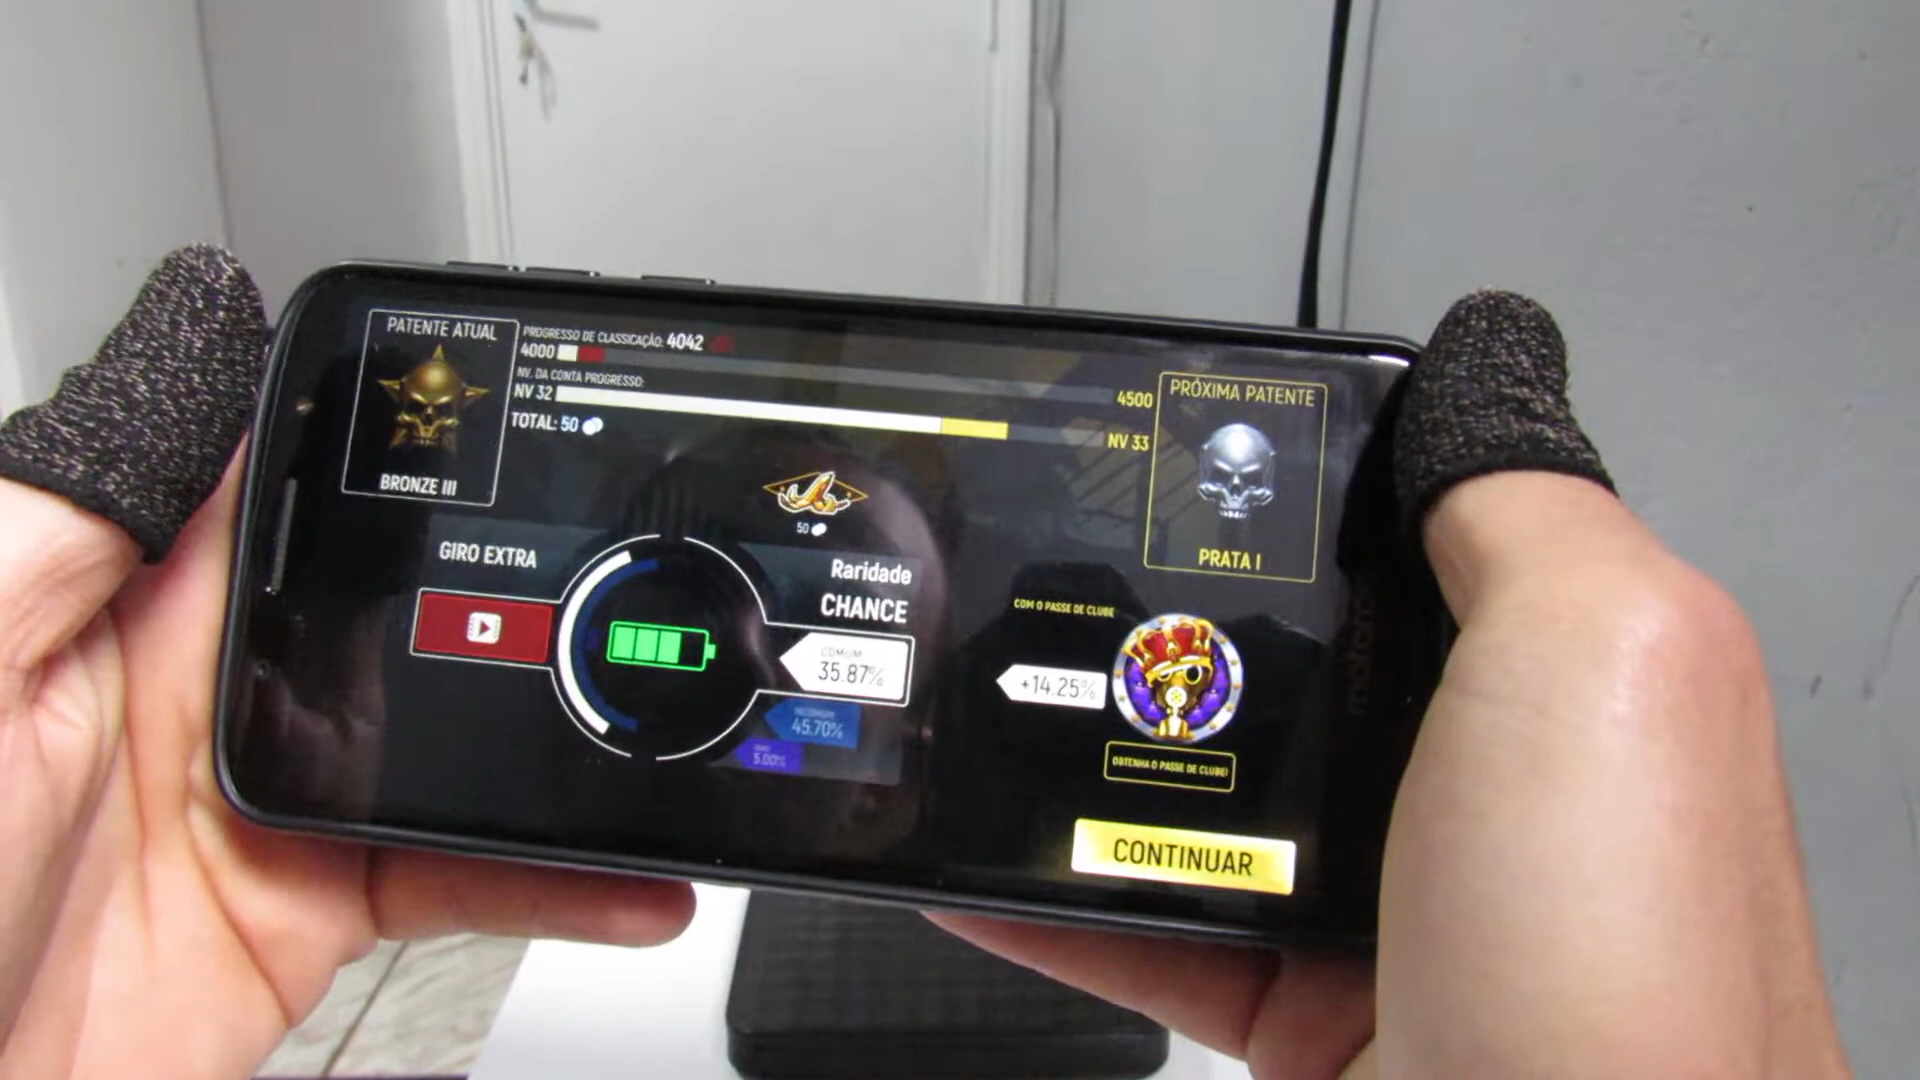 PATENTE ATUAL
BRONZE III
PROGRESSO DE CLASSICAÇÃO: 4042
4000
4500
NV. DA CONTA PROGRESSO:
NV 32
NV 33
TOTAL: 50
PRÓXIMA PATENTE
PRATA I
50
GIRO EXTRA
Raridade
CHANCE
COMUM
35.87%
45.70%
5.00%
COM O PASSE DE CLUBE
+14.25%
OBTENHA O PASSE DE CLUBE!
CONTINUAR